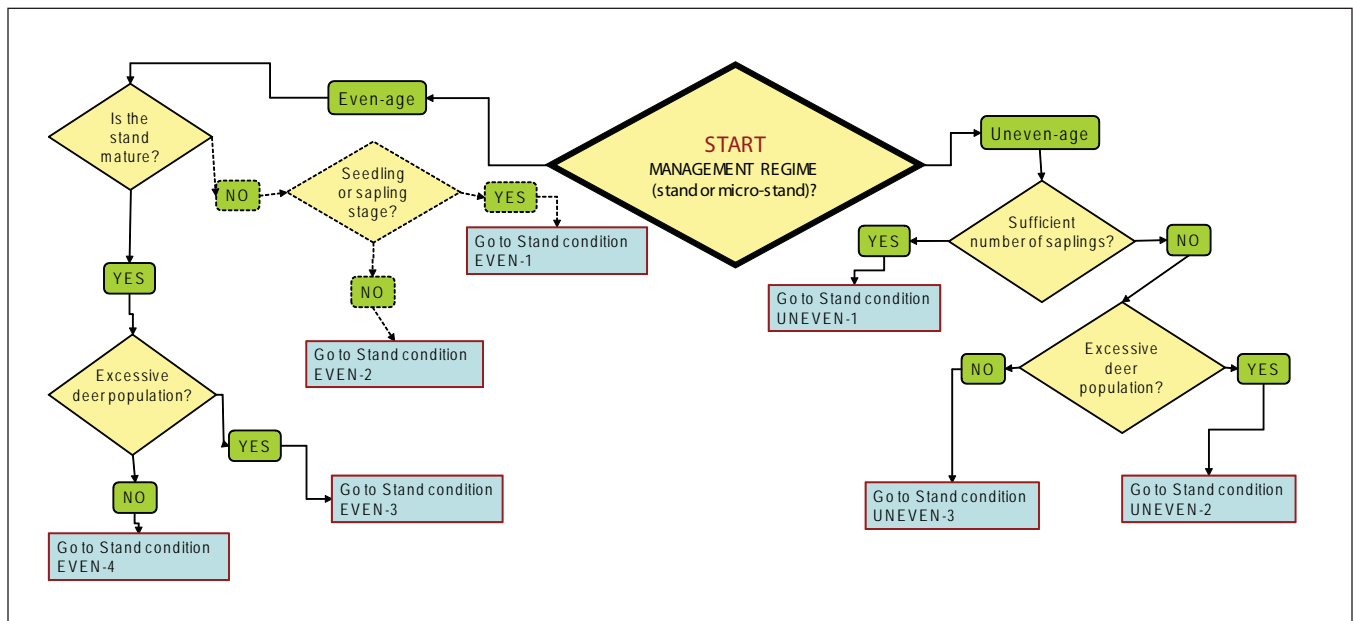 START
MANAGEMENT REGIME
(stand or micro-stand)?
Even-age
Is the
stand
mature?
NO
Seedling
or sapling
stage?
YES
Go to Stand condition
EVEN-1
NO
Go to Stand condition
EVEN-2
YES
Excessive
deer population?
YES
Go to Stand condition
EVEN-3
NO
Go to Stand condition
EVEN-4
Uneven-age
Sufficient
number of saplings?
YES
Go to Stand condition
UNEVEN-1
NO
Excessive
deer
population?
NO
Go to Stand condition
UNEVEN-3
YES
Go to Stand condition
UNEVEN-2